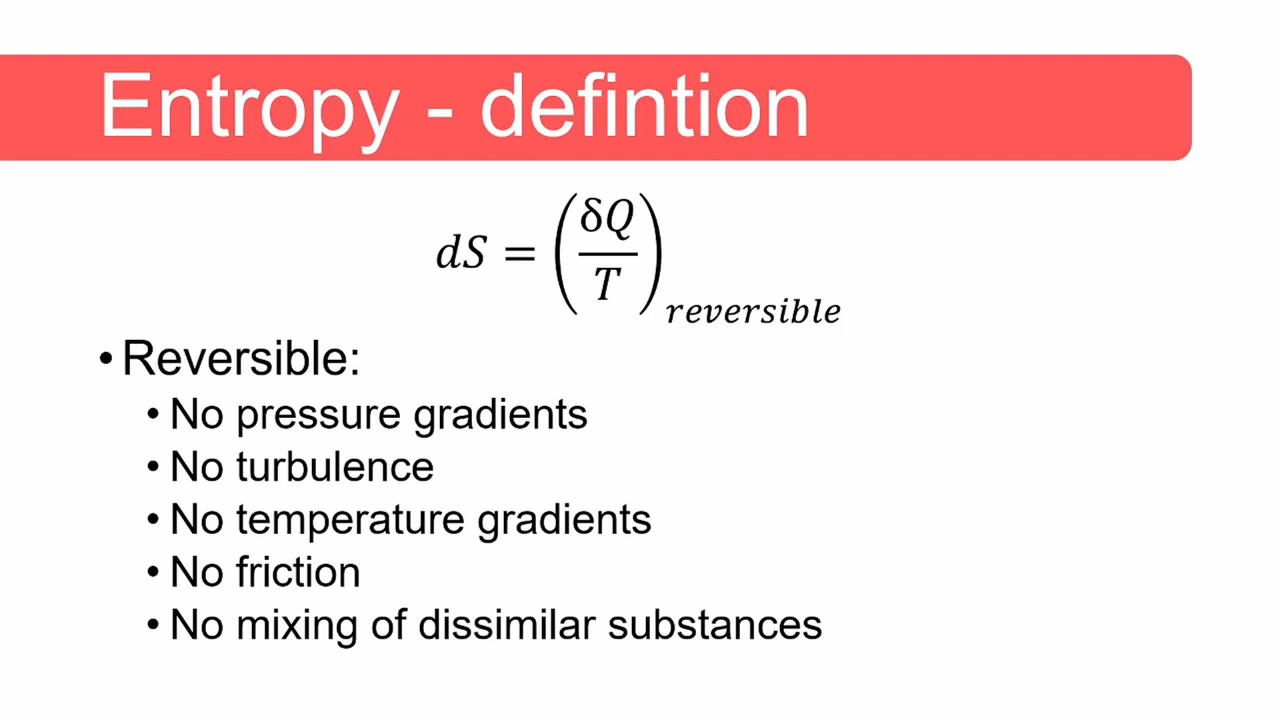 Entropy - defintion
dS = (δQ/T)reversible
• Reversible:
• No pressure gradients
• No turbulence
• No temperature gradients
• No friction
• No mixing of dissimilar substances